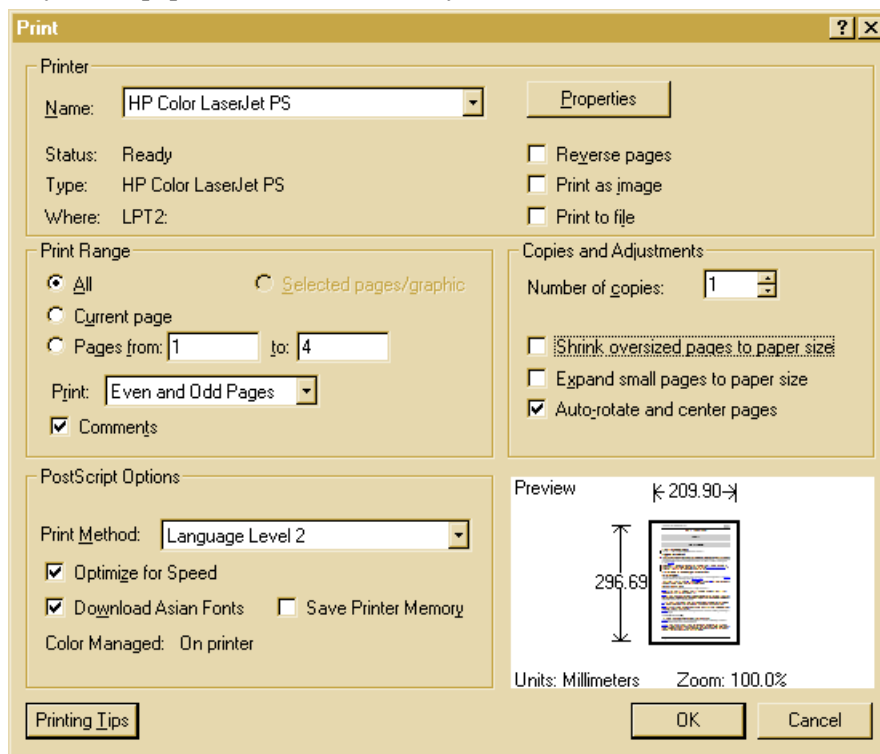 Print
Printer
Name: HP Color LaserJet PS
Properties
Status: Ready
Type: HP Color LaserJet PS
Where: LPT2:
Reverse pages
Print as image
Print to file
Print Range
All
Selected pages/graphic
Current page
Pages from: 1 to: 4
Print: Even and Odd Pages
Comments
Copies and Adjustments
Number of copies: 1
Shrink oversized pages to paper size
Expand small pages to paper size
Auto-rotate and center pages
PostScript Options
Print Method: Language Level 2
Optimize for Speed
Download Asian Fonts
Save Printer Memory
Color Managed: On printer
Preview
209.90
296.69
Units: Millimeters Zoom: 100.0%
Printing Tips
OK
Cancel